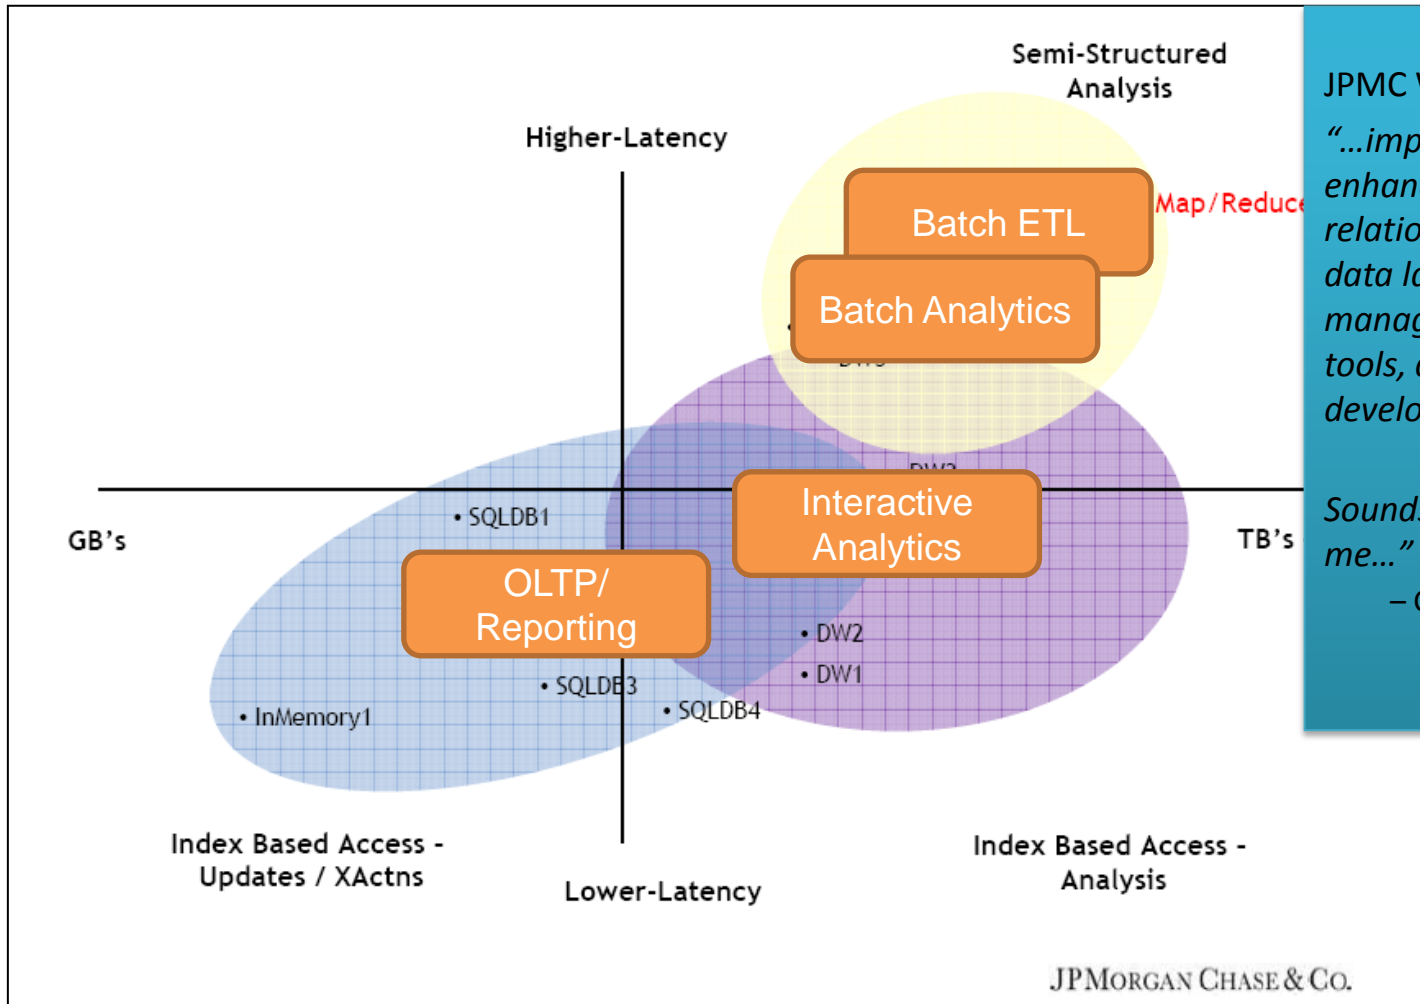 Semi-Structured
Analysis
Higher-Latency
Batch ETL
Map/Reduce
Batch Analytics
GB's
TB's
• SQLDB1
Interactive
Analytics
OLTP/
Reporting
• DW2
• DW1
• SQLDB3
• SQLDB4
• InMemory1
Index Based Access -
Updates / XActns
Lower-Latency
Index Based Access -
Analysis
JPMC
"...imp
enhan
relatio
data la
manag
tools, a
develo
Sounds
me..."
–
JPMORGAN CHASE & CO.